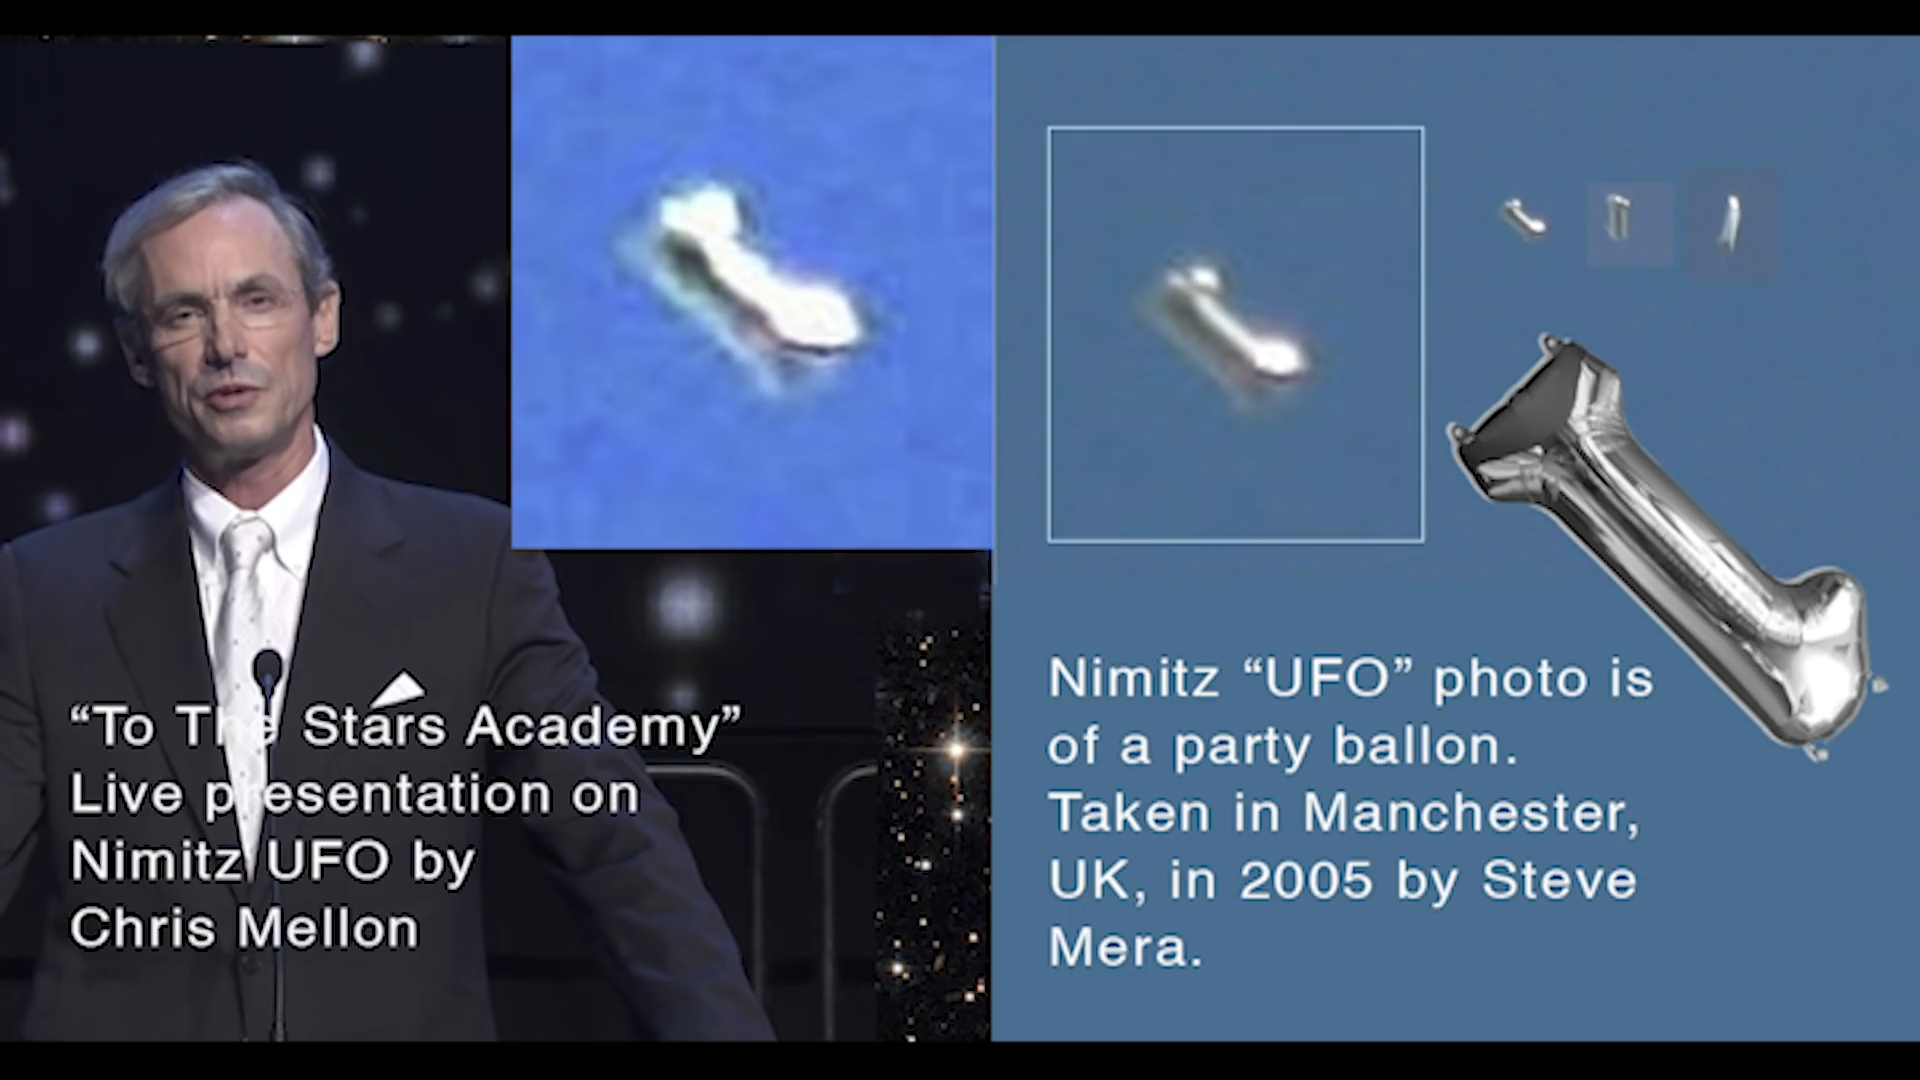 “To The Stars Academy”
Live presentation on
Nimitz UFO by
Chris Mellon
Nimitz “UFO” photo is
of a party ballon.
Taken in Manchester,
UK, in 2005 by Steve
Mera.